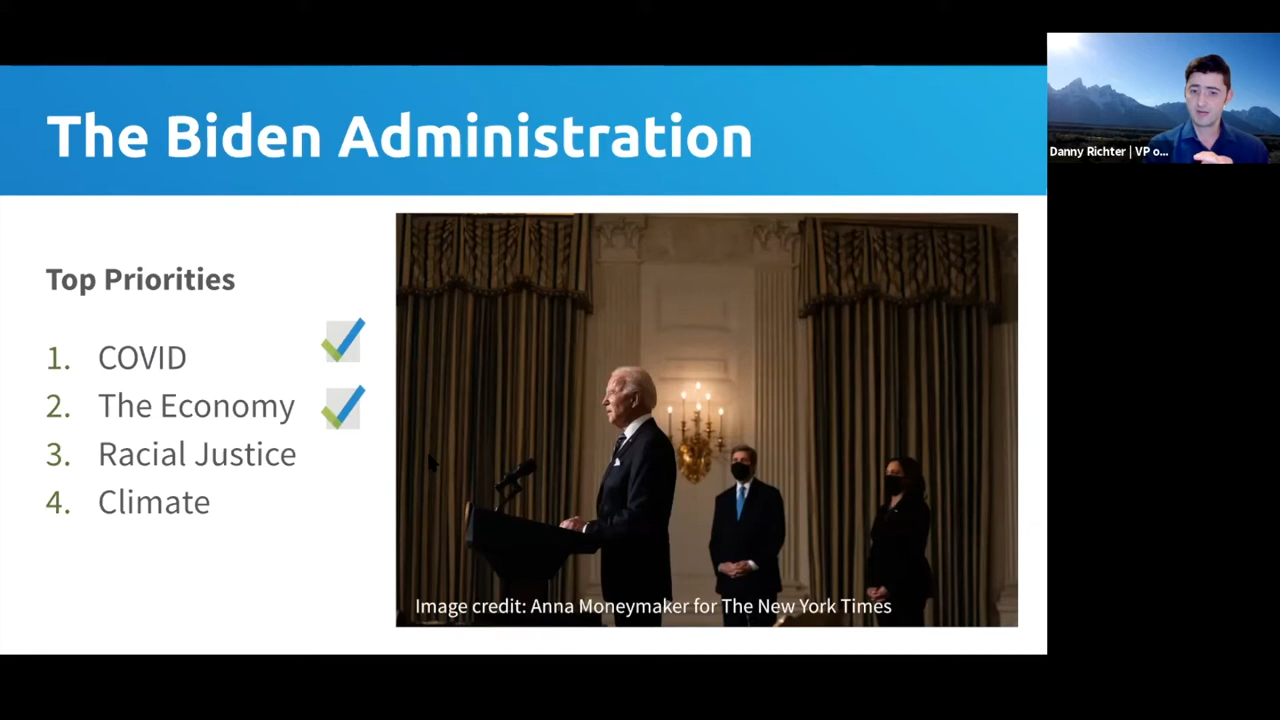 The Biden Administration
Danny Richter | VP o...
Top Priorities
1. COVID
2. The Economy
3. Racial Justice
4. Climate
Image credit: Anna Moneymaker for The New York Times